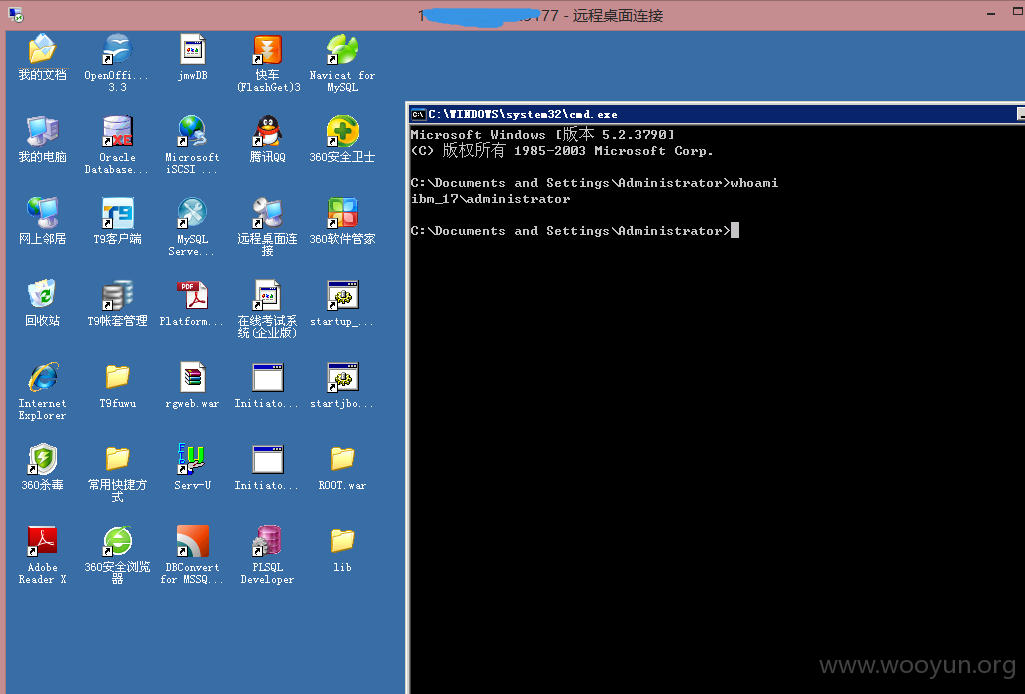 177 - 远程桌面连接
我的文档
OpenOffi...
3.3
jmwDB
快车
(FlashGet)3
Navicat for
MySQL
我的电脑
Oracle
Database...
Microsoft
iSCSI ...
腾讯QQ
360安全卫士
网上邻居
T9客户端
MySQL
Serve...
远程桌面连
接
360软件管家
回收站
T9帐套管理
PDF
Platform...
在线考试系
统(企业版)
startup_...
Internet
Explorer
T9fuwu
rgweb.war
Initiato...
startjbo...
360杀毒
常用快捷方
式
Serv-U
Initiato...
ROOT.war
Adobe
Reader X
360安全浏览
器
DBConvert
for MSSQ...
PLSQL
Developer
lib
C:\WINDOWS\system32\cmd.exe
Microsoft Windows [版本 5.2.3790]
(C) 版权所有 1985-2003 Microsoft Corp.
C:\Documents and Settings\Administrator>whoami
ibm_17\administrator
C:\Documents and Settings\Administrator>
www.wooyun.org